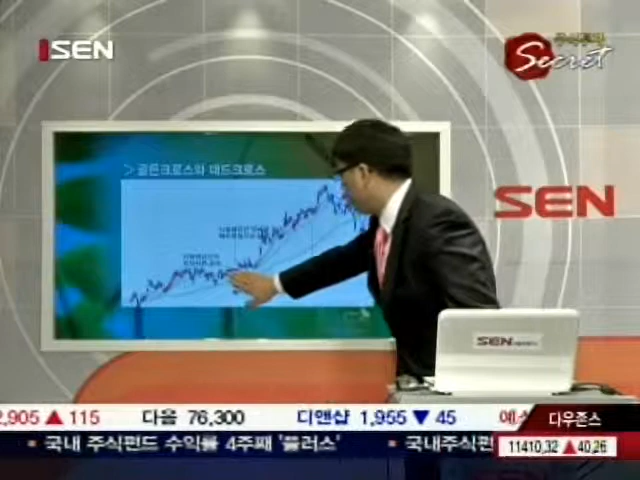 SEN
Secret
> 골든크로스와 데드크로스
SEN
SEN
2,905 ▲ 115 다음 76,300 디앤샵 1,955 ▼ 45
다우존스
▪ 국내 주식펀드 수익률 4주째 '플러스' ▪ 국내주식펀
11410.32 ▲ 40.26